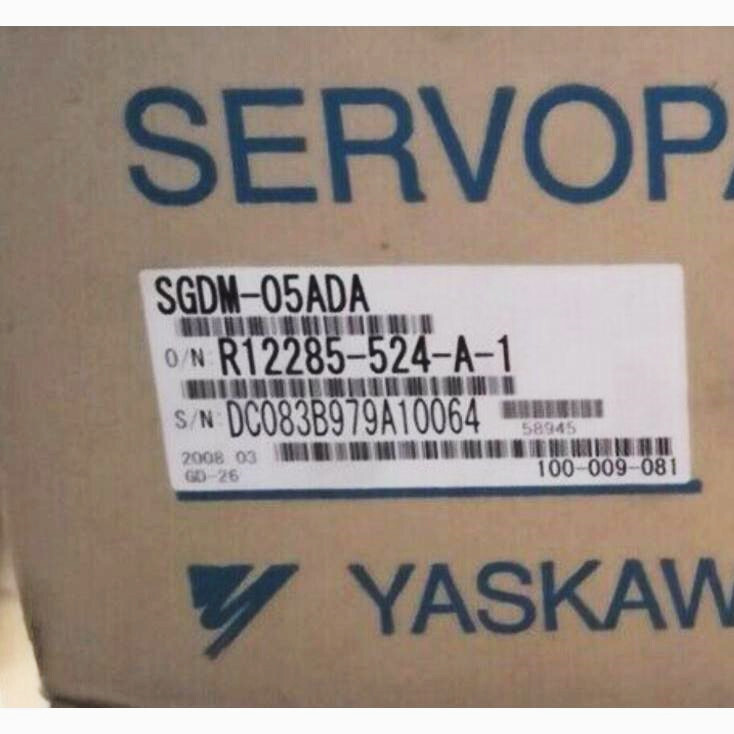 SERVOPA
SGDM-05ADA
O/N: R12285-524-A-1
S/N: DC083B979A10064
58945
2008 03
GD-26
100-009-081
YASKAW